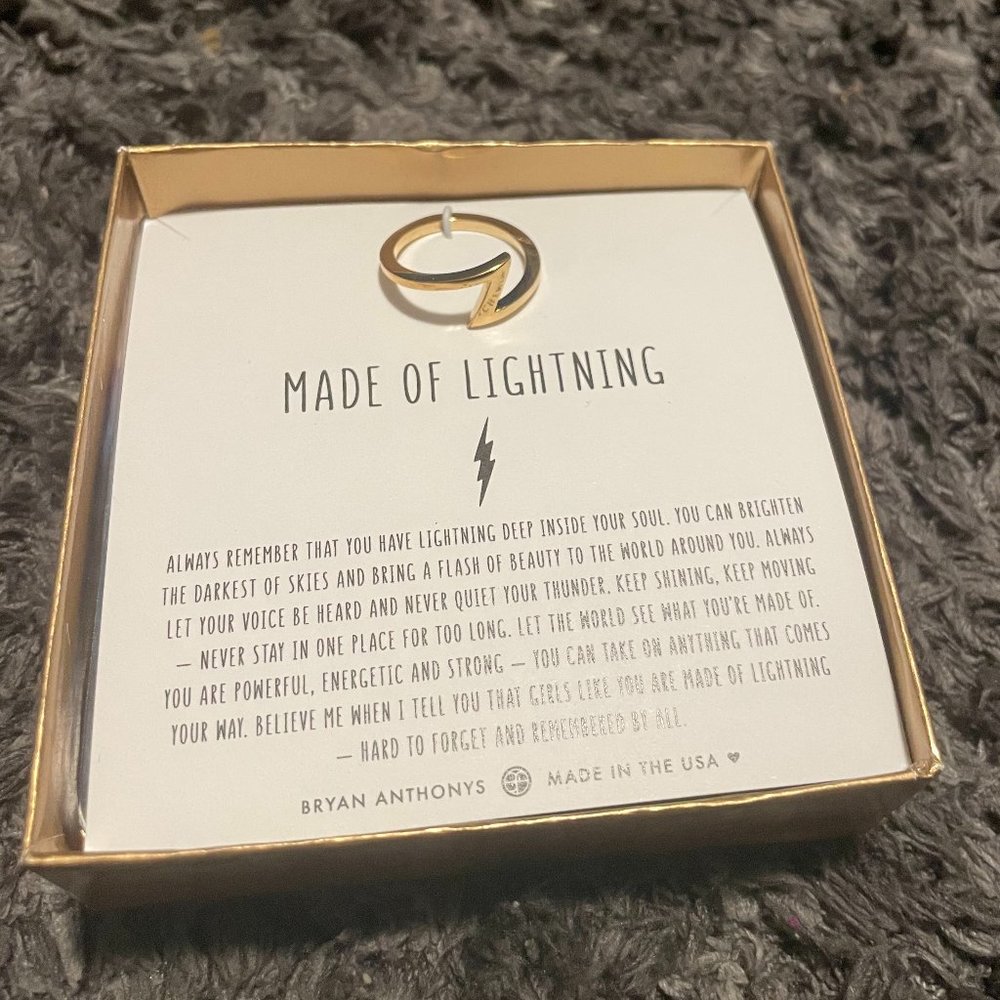 MADE OF LIGHTNING
ALWAYS REMEMBER THAT YOU HAVE LIGHTNING DEEP INSIDE YOUR SOUL. YOU CAN BRIGHTEN
THE DARKEST OF SKIES AND BRING A FLASH OF BEAUTY TO THE WORLD AROUND YOU. ALWAYS
LET YOUR VOICE BE HEARD AND NEVER QUIET YOUR THUNDER. KEEP SHINING, KEEP MOVING
— NEVER STAY IN ONE PLACE FOR TOO LONG. LET THE WORLD SEE WHAT YOU'RE MADE OF.
YOU ARE POWERFUL, ENERGETIC AND STRONG — YOU CAN TAKE ON ANYTHING THAT COMES
YOUR WAY. BELIEVE ME WHEN I TELL YOU THAT GIRLS LIKE YOU ARE MADE OF LIGHTNING
— HARD TO FORGET AND REMEMBERED BY ALL.
BRYAN ANTHONYS MADE IN THE USA